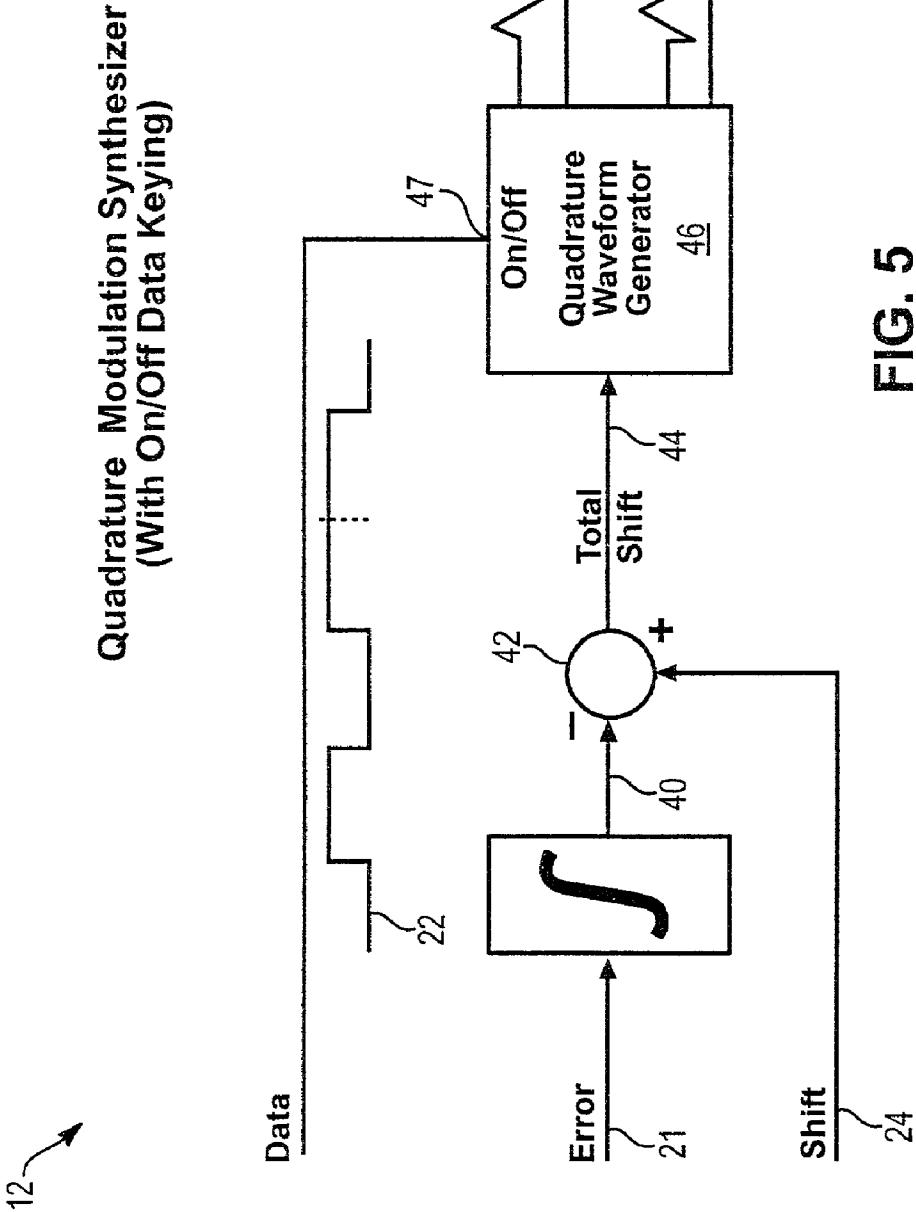 12
Quadrature Modulation Synthesizer
(With On/Off Data Keying)
Data
47
22
On/Off
Quadrature
Waveform
Generator
46
Error
21
40
−
42
+
Total
Shift
44
Shift
24
FIG. 5